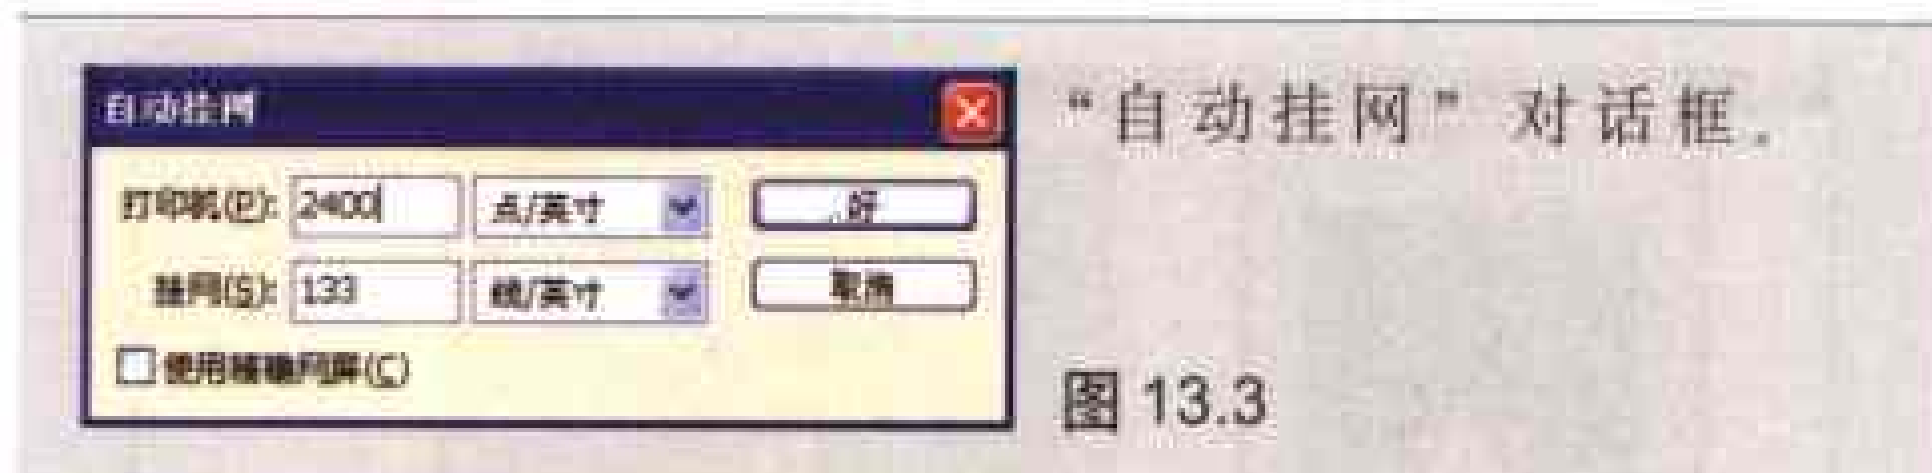 自动挂网
打印机(P): 2400 点/英寸 好
挂网(S): 133 线/英寸 取消
使用精确网屏(C)
“自动挂网”对话框。
图 13.3